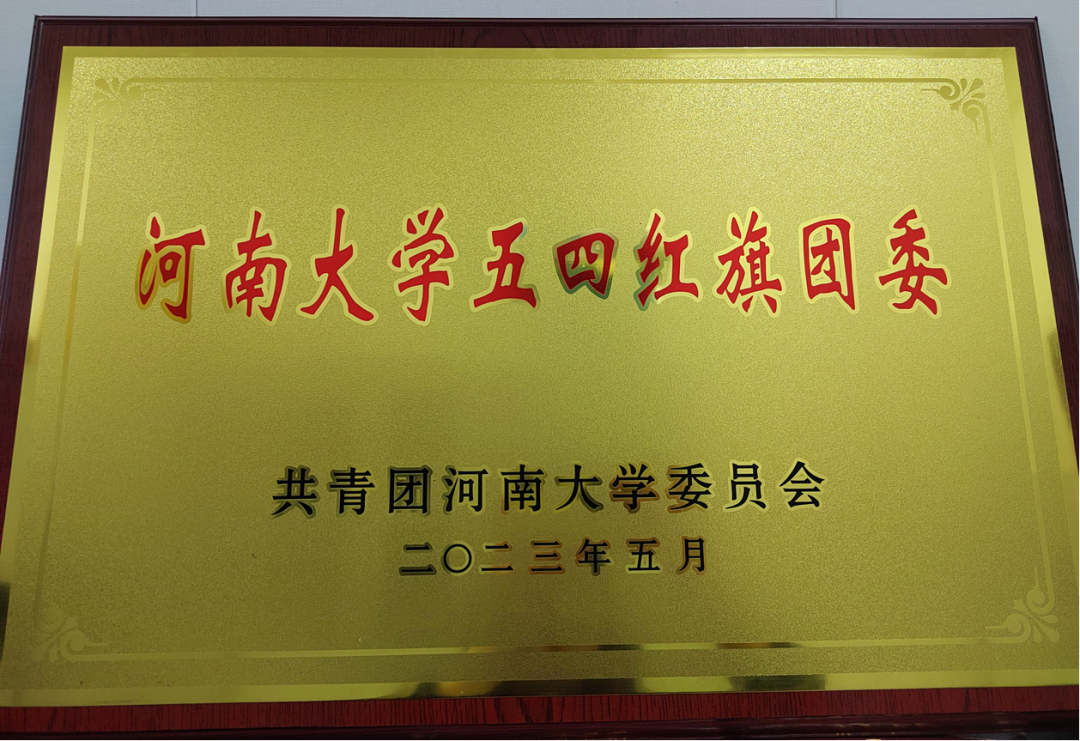 河南大学五四红旗团委
共青团河南大学委员会
二〇二三年五月